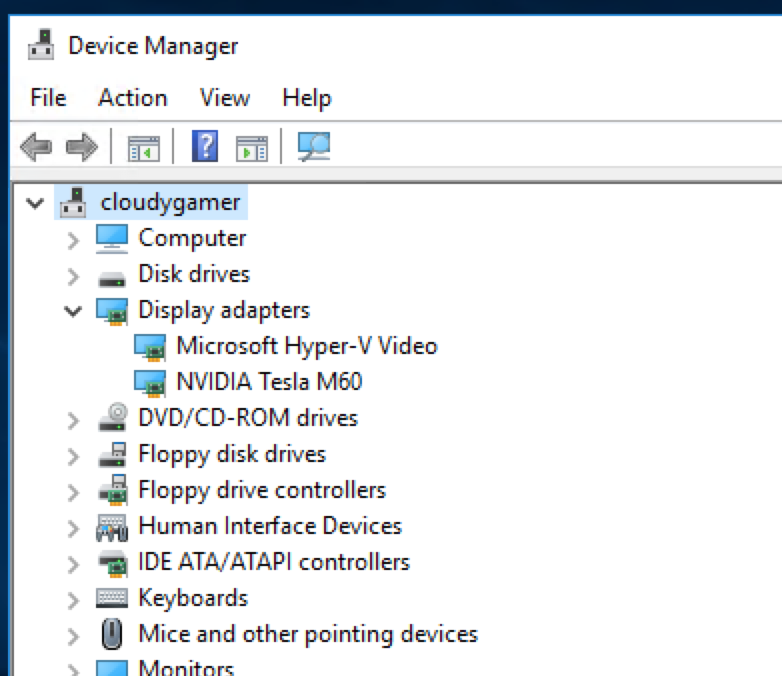 Device Manager
File Action View Help
cloudygamer
Computer
Disk drives
Display adapters
Microsoft Hyper-V Video
NVIDIA Tesla M60
DVD/CD-ROM drives
Floppy disk drives
Floppy drive controllers
Human Interface Devices
IDE ATA/ATAPI controllers
Keyboards
Mice and other pointing devices
Monitors